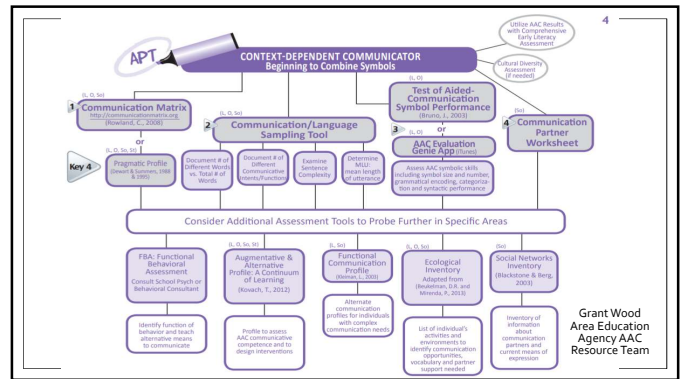 4
APT
CONTEXT-DEPENDENT COMMUNICATOR
Beginning to Combine Symbols
Utilize AAC Results
with Comprehensive
Early Literacy
Assessment
Cultural Diversity
Assessment
(if needed)
(L, O, So)
1
Communication Matrix
http://communicationmatrix.org
(Rowland, C., 2008)
or
(L, O, So, St)
Key 4
Pragmatic Profile
(Dewart & Summers, 1988
& 1995)
(L, O, So)
2
Communication/Language
Sampling Tool
Document # of
Different Words
vs. Total # of
Words
Document # of
Different
Communicative
Intents/Functions
Examine
Sentence
Complexity
Determine
MLU:
mean length
of utterance
(L, O)
Test of Aided-
Communication
Symbol Performance
(Bruno, J., 2003)
3
or
(L, O)
AAC Evaluation
Genie App (iTunes)
Assess AAC symbolic skills
including symbol size and number,
grammatical encoding, categoriza-
tion and syntactic performance
(So)
4
Communication
Partner
Worksheet
Consider Additional Assessment Tools to Probe Further in Specific Areas
FBA: Functional
Behavioral
Assessment
Consult School Psych or
Behavioral Consultant
Identify function of
behavior and teach
alternative means to
communicate
(L, O, So, St)
Augmentative &
Alternative
Profile: A Continuum
of Learning
(Kovach, T., 2012)
Profile to assess
AAC communicative
competence and to
design interventions
(L, So)
Functional
Communication
Profile
(Kleiman, L., 2003)
Alternate
communication
profiles for individuals
with complex
communication needs
(L, O, So)
Ecological
Inventory
Adapted from
(Beukelman, D.R. and
Mirenda, P., 2013)
List of individual's
activities and
environments to
identify communication
opportunities,
vocabulary and partner
support needed
(So)
Social Networks
Inventory
(Blackstone & Berg,
2003)
Inventory of
information
about
communication
partners and
current means of
expression
Grant Wood
Area Education
Agency AAC
Resource Team